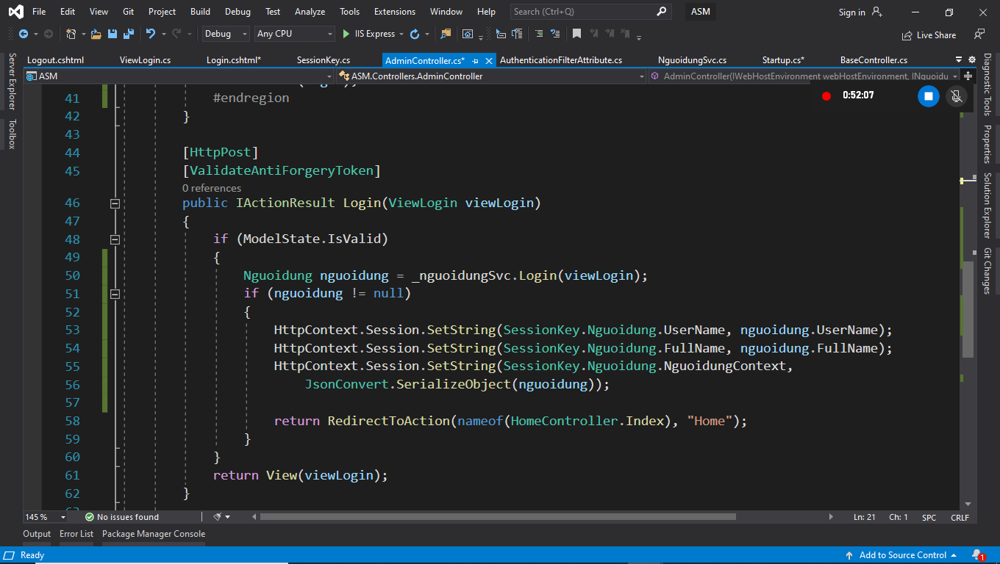 File Edit View Git Project Build Debug Test Analyze Tools Extensions Window Help Search (Ctrl+Q) ASM Sign in
Debug Any CPU IIS Express Live Share
Logout.cshtml ViewLogin.cs Login.cshtml* SessionKey.cs AdminController.cs* AuthenticationFilterAttribute.cs NguoidungSvc.cs Startup.cs* BaseController.cs
ASM ASM.Controllers.AdminController AdminController(IWebHostEnvironment webHostEnvironment, INguoidu
Server Explorer
Toolbox
0:52:07
41 #endregion
42 }
43
44 [HttpPost]
45 [ValidateAntiForgeryToken]
0 references
46 public IActionResult Login(ViewLogin viewLogin)
47 {
48 if (ModelState.IsValid)
49 {
50 Nguoidung nguoidung = _nguoidungSvc.Login(viewLogin);
51 if (nguoidung != null)
52 {
53 HttpContext.Session.SetString(SessionKey.Nguoidung.UserName, nguoidung.UserName);
54 HttpContext.Session.SetString(SessionKey.Nguoidung.FullName, nguoidung.FullName);
55 HttpContext.Session.SetString(SessionKey.Nguoidung.NguoidungContext,
56 JsonConvert.SerializeObject(nguoidung));
57
58 return RedirectToAction(nameof(HomeController.Index), "Home");
59 }
60 }
61 return View(viewLogin);
62 }
Diagnostic Tools
Properties
Solution Explorer
Git Changes
145 % No issues found Ln: 21 Ch: 1 SPC CRLF
Output Error List Package Manager Console
Ready Add to Source Control 1